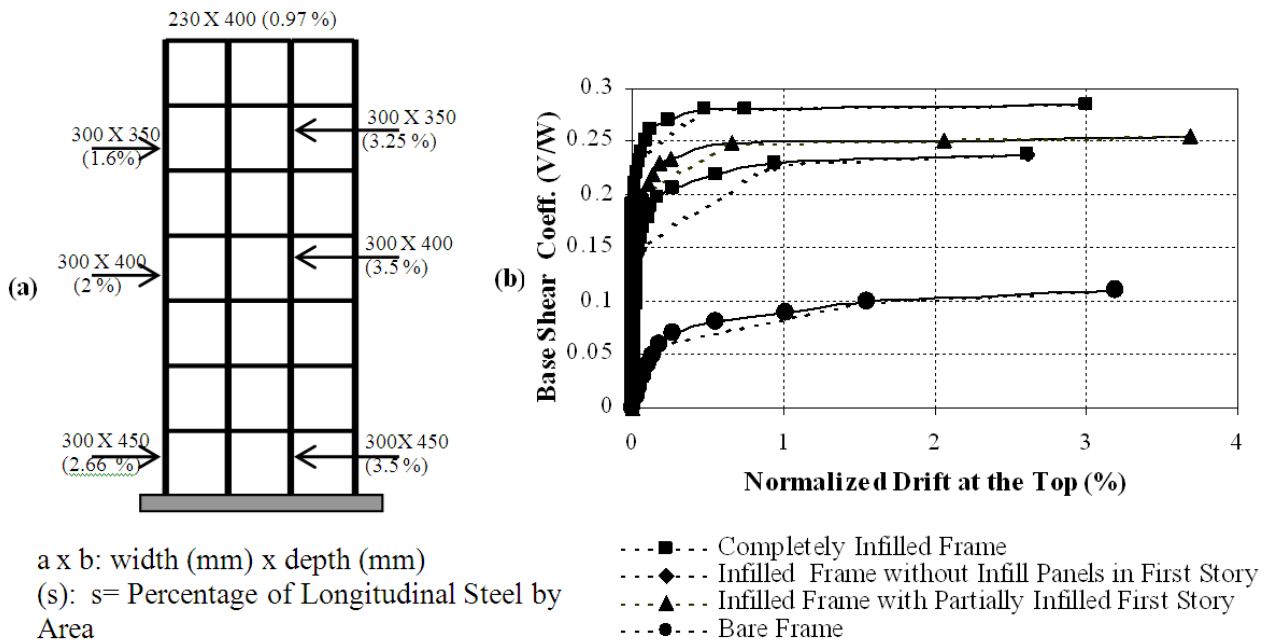 230 X 400 (0.97 %)
300 X 350
(1.6%)
300 X 350
(3.25 %)
300 X 400
(2 %)
300 X 400
(3.5 %)
300 X 450
(2.66 %)
300X 450
(3.5 %)
(a)
a x b: width (mm) x depth (mm)
(s): s= Percentage of Longitudinal Steel by
Area
(b)
Base Shear Coeff. (V/W)
0.3
0.25
0.2
0.15
0.1
0.05
0
0 1 2 3 4
Normalized Drift at the Top (%)
Completely Infilled Frame
Infilled Frame without Infill Panels in First Story
Infilled Frame with Partially Infilled First Story
Bare Frame